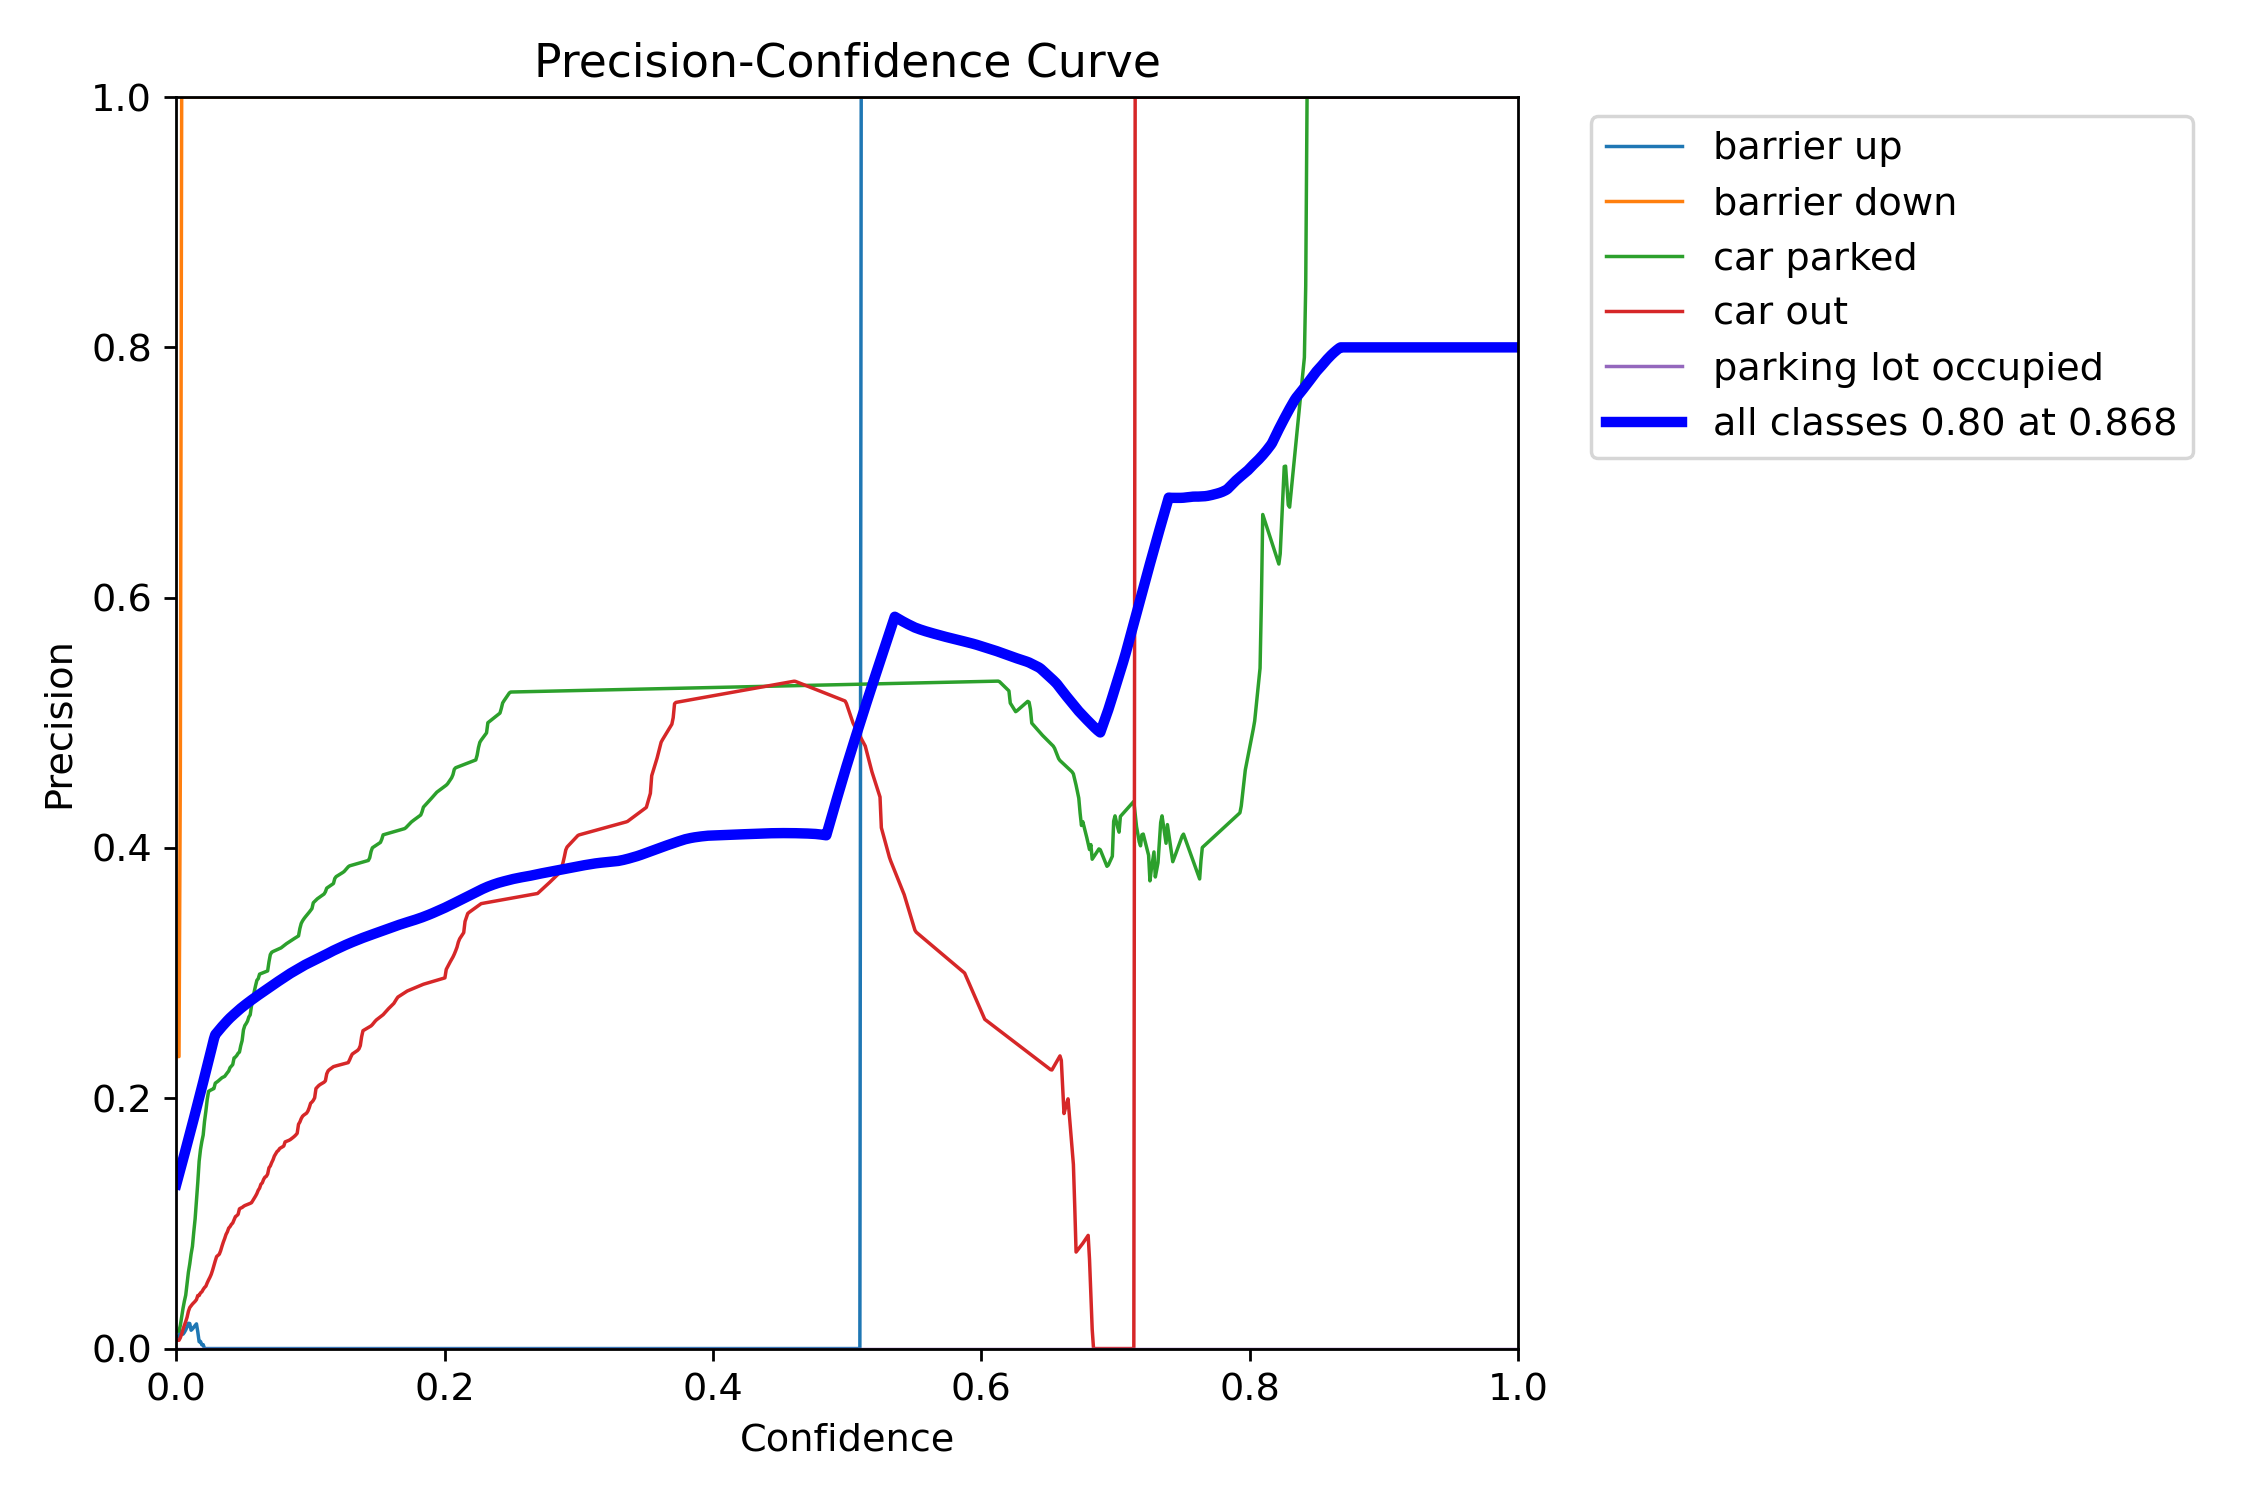 Precision-Confidence Curve
1.0
0.8
0.6
0.4
0.2
0.0
Precision
0.0 0.2 0.4 0.6 0.8 1.0
Confidence
barrier up
barrier down
car parked
car out
parking lot occupied
all classes 0.80 at 0.868